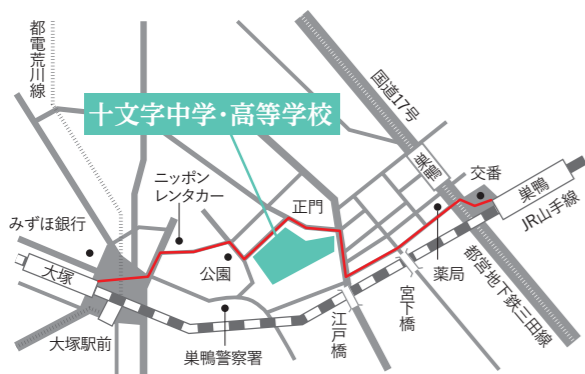 都電荒川線
国道17号
十文字中学・高等学校
巣鴨
交番
巣鴨
JR山手線
ニッポン
レンタカー
正門
みずほ銀行
公園
薬局
大塚
都営地下鉄三田線
宮下橋
江戸橋
大塚駅前
巣鴨警察署